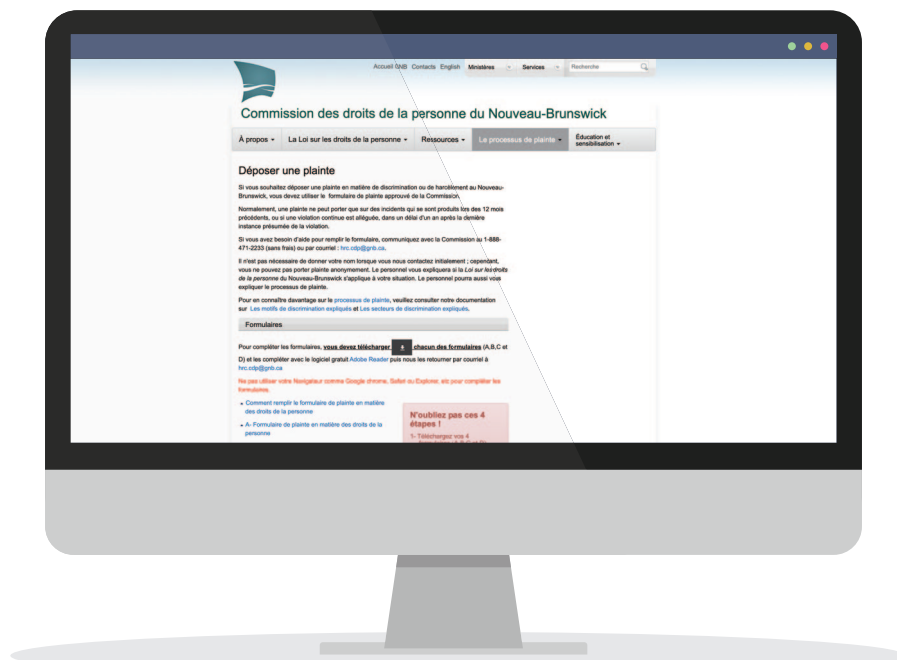 Accueil GNB Contacts English Ministères Services Recherche
Commission des droits de la personne du Nouveau-Brunswick
À propos La Loi sur les droits de la personne Ressources Le processus de plainte Éducation et sensibilisation
Déposer une plainte
Si vous souhaitez déposer une plainte en matière de discrimination ou de harcèlement au Nouveau-
Brunswick, vous devez utiliser le formulaire de plainte approuvé de la Commission.
Normalement, une plainte ne peut porter que sur des incidents qui se sont produits lors des 12 mois
précédents, ou si une violation continue est alléguée, dans un délai d'un an après la dernière
instance présumée de la violation.
Si vous avez besoin d'aide pour remplir le formulaire, communiquez avec la Commission au 1-888-
471-2233 (sans frais) ou par courriel : hrc.cdp@gnb.ca.
Il n'est pas nécessaire de donner votre nom lorsque vous nous contactez initialement ; cependant,
vous ne pouvez pas porter plainte anonymement. Le personnel vous expliquera si la Loi sur les droits
de la personne du Nouveau-Brunswick s'applique à votre situation. Le personnel pourra aussi vous
expliquer le processus de plainte.
Pour en connaître davantage sur le processus de plainte, veuillez consulter notre documentation
sur Les motifs de discrimination expliqués et Les secteurs de discrimination expliqués.
Formulaires
Pour compléter les formulaires, vous devez télécharger chacun des formulaires (A,B,C et
D) et les compléter avec le logiciel gratuit Adobe Reader puis nous les retourner par courriel à
hrc.cdp@gnb.ca
Ne pas utiliser votre Navigateur comme Google chrome, Safari ou Explorer, etc pour compléter les
formulaires.
Comment remplir le formulaire de plainte en matière
des droits de la personne
A- Formulaire de plainte en matière des droits de la
personne
N'oubliez pas ces 4
étapes !
1- Téléchargez vos 4